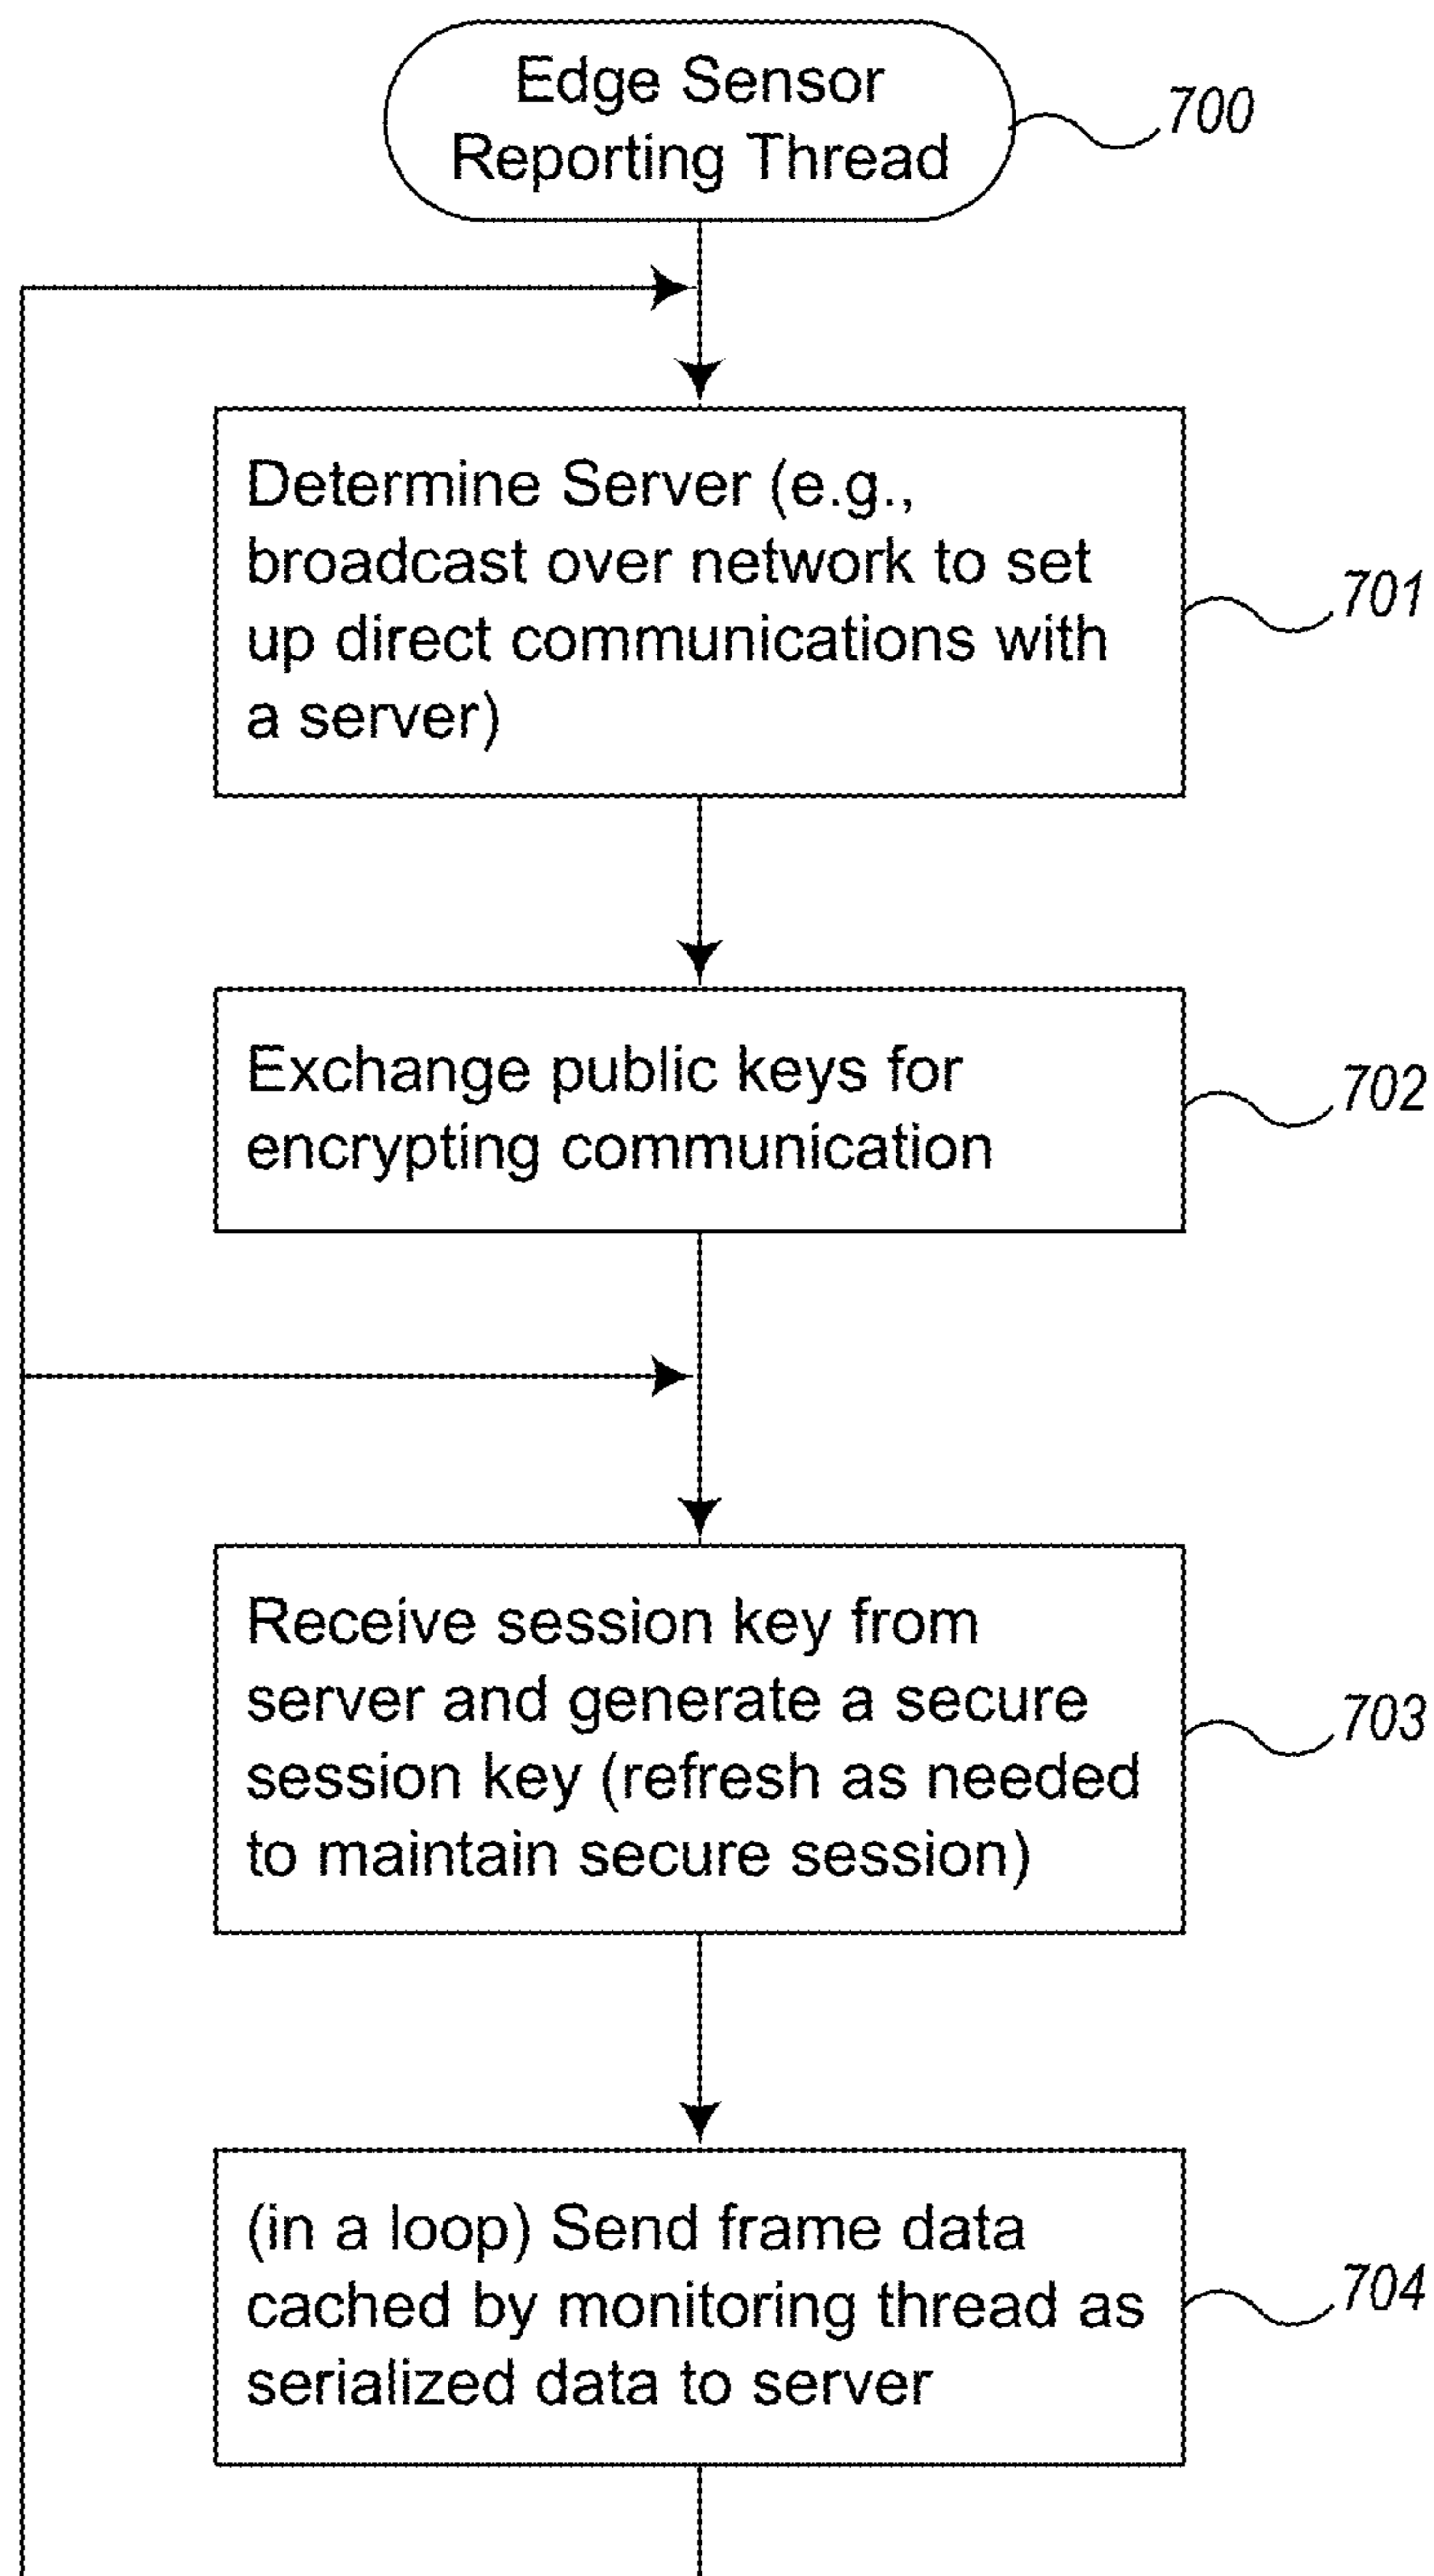 Edge Sensor
Reporting Thread
700
Determine Server (e.g.,
broadcast over network to set
up direct communications with
a server)
701
Exchange public keys for
encrypting communication
702
Receive session key from
server and generate a secure
session key (refresh as needed
to maintain secure session)
703
(in a loop) Send frame data
cached by monitoring thread as
serialized data to server
704